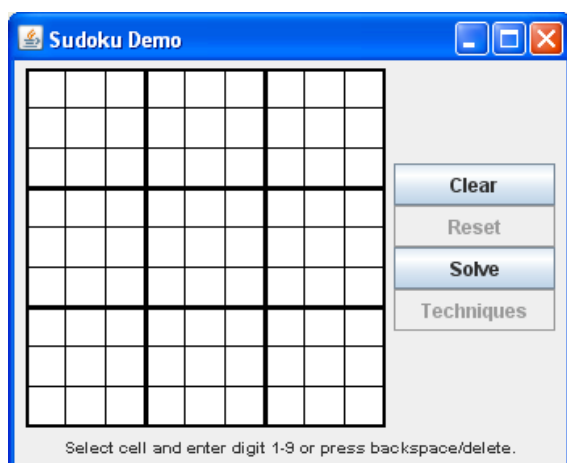 Sudoku Demo
Clear
Reset
Solve
Techniques
Select cell and enter digit 1-9 or press backspace/delete.